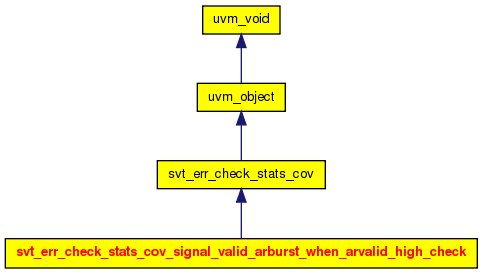 uvm_void
uvm_object
svt_err_check_stats_cov
svt_err_check_stats_cov_signal_valid_arburst_when_arvalid_high_check